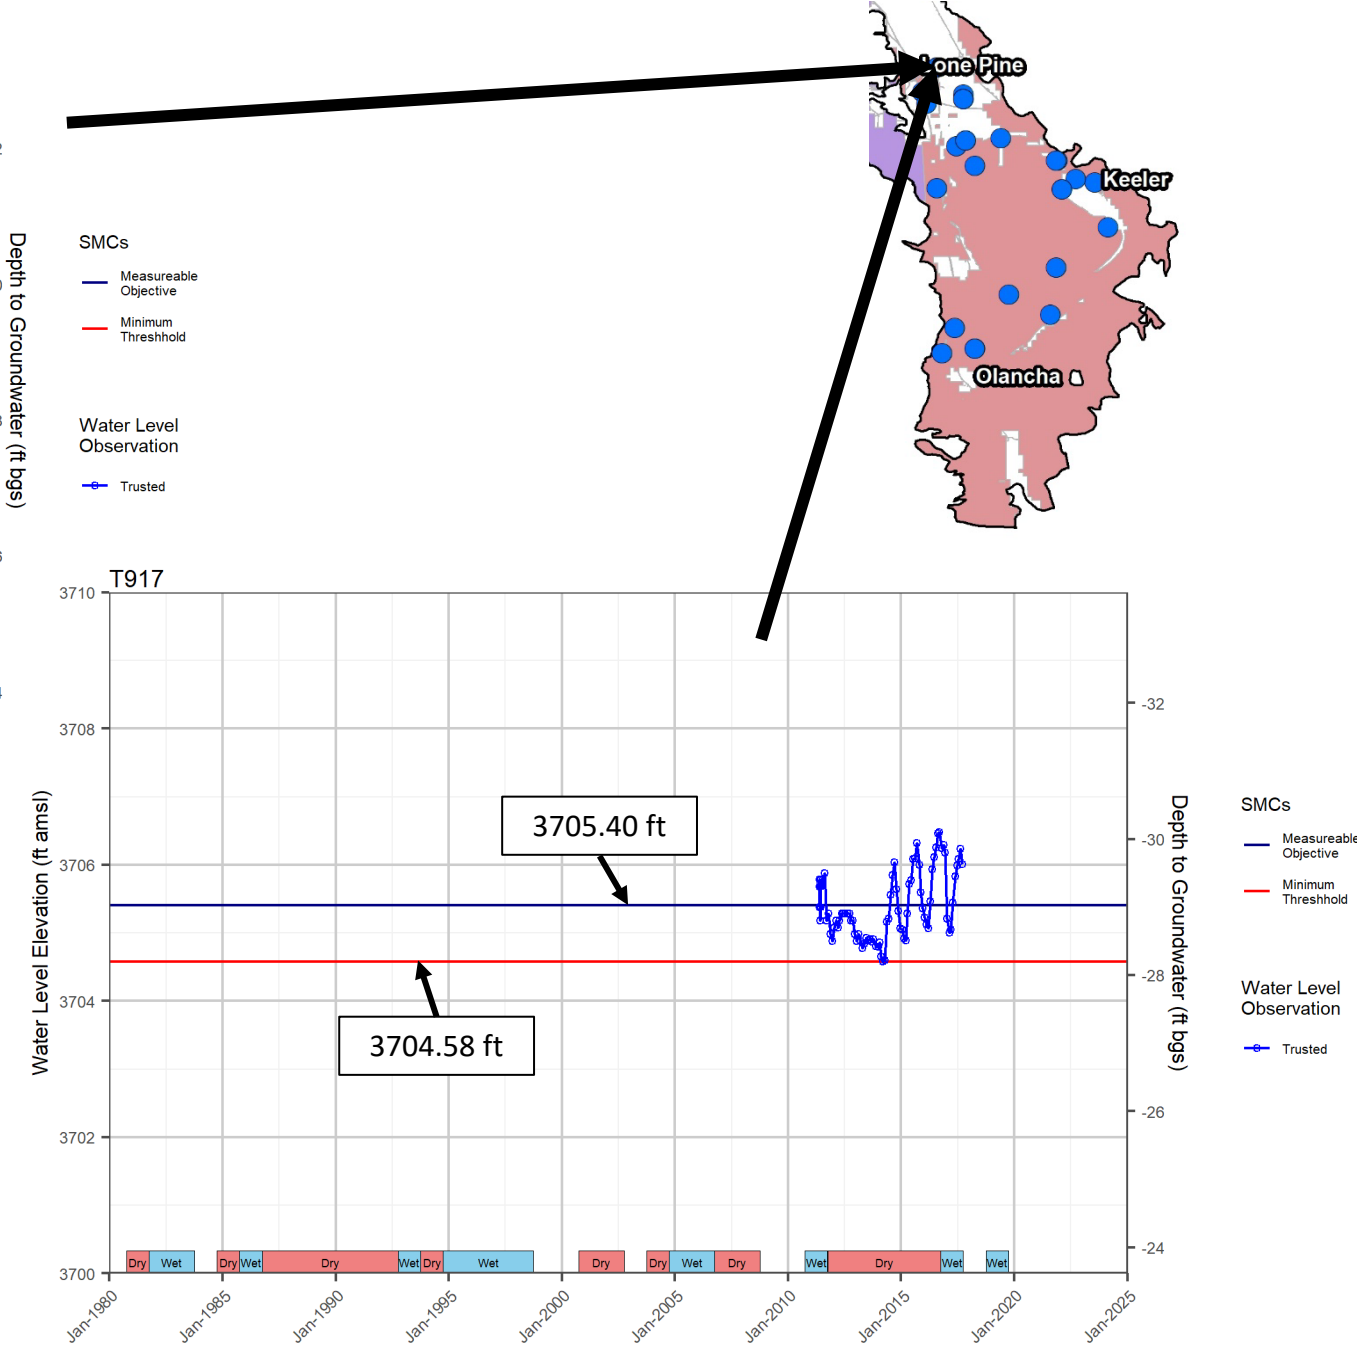 Lone Pine
Keeler
Olancha
Depth to Groundwater (ft bgs)
SMCs
Measureable
Objective
Minimum
Threshhold
Water Level
Observation
Trusted
T917
3710
3708
3706
3704
3702
3700
Water Level Elevation (ft amsl)
3705.40 ft
3704.58 ft
Dry
Wet
Dry
Wet
Dry
Wet
Dry
Wet
Dry
Dry
Wet
Dry
Wet
Dry
Wet
Wet
Jan-1980
Jan-1985
Jan-1990
Jan-1995
Jan-2000
Jan-2005
Jan-2010
Jan-2015
Jan-2020
Jan-2025
-32
-30
-28
-26
-24
Depth to Groundwater (ft bgs)
SMCs
Measureable
Objective
Minimum
Threshhold
Water Level
Observation
Trusted